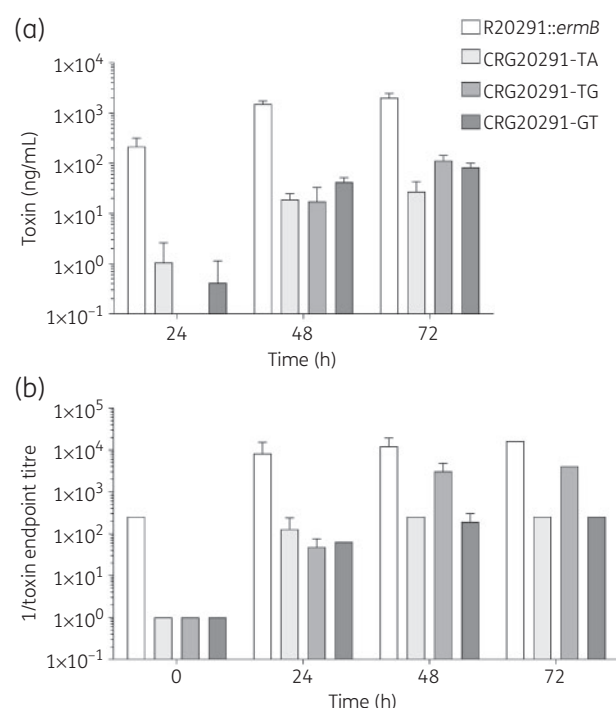 (a)
R20291::ermB
CRG20291-TA
CRG20291-TG
CRG20291-GT
Toxin (ng/mL)
1×10⁴
1×10³
1×10²
1×10¹
1×10⁰
1×10⁻¹
24 48 72
Time (h)
(b)
1/toxin endpoint titre
1×10⁵
1×10⁴
1×10³
1×10²
1×10¹
1×10⁰
1×10⁻¹
0 24 48 72
Time (h)